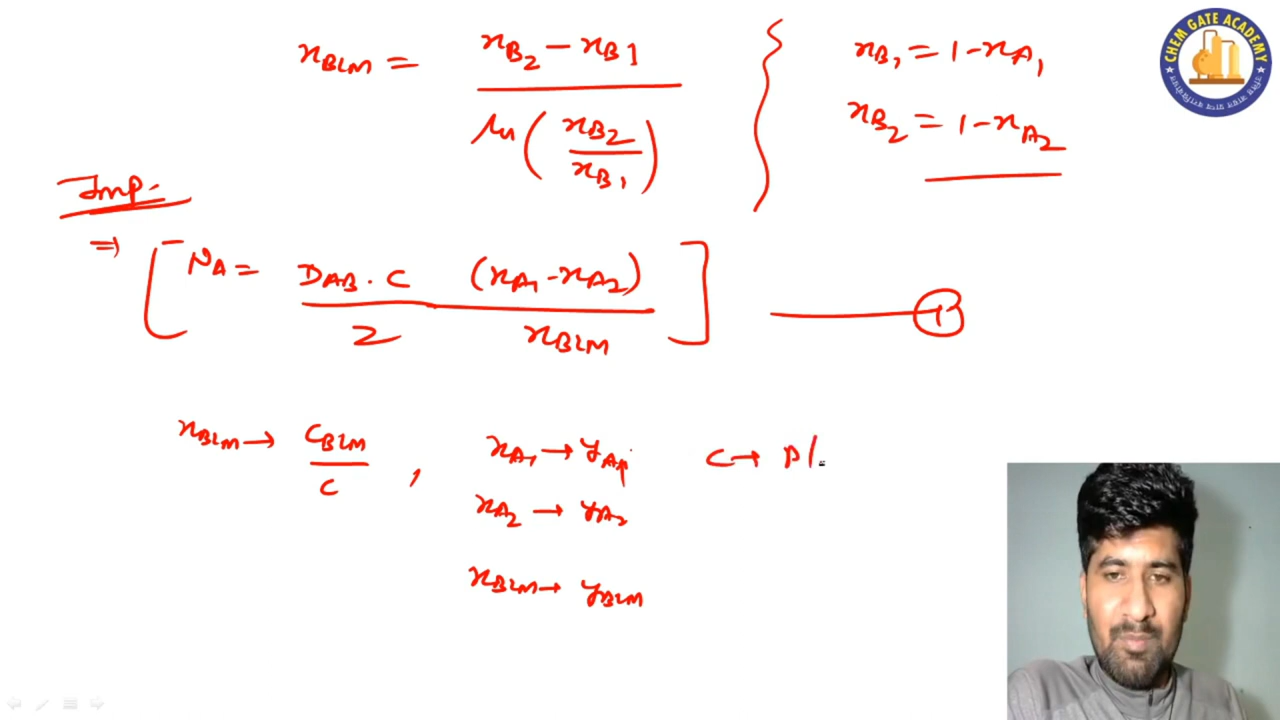 x_BLM = (x_B2 - x_B1) / ln (x_B2 / x_B1)
x_B1 = 1-x_A1
x_B2 = 1-x_A2
Imp.
⇒ [N_A = D_AB . C (x_A1 - x_A2) / Z x_BLM] — B
x_BLM → C_BLM / C , x_A1 → y_A1 C → P/
x_A2 → y_A2
x_BLM → y_BLM
CHEM GATE ACADEMY